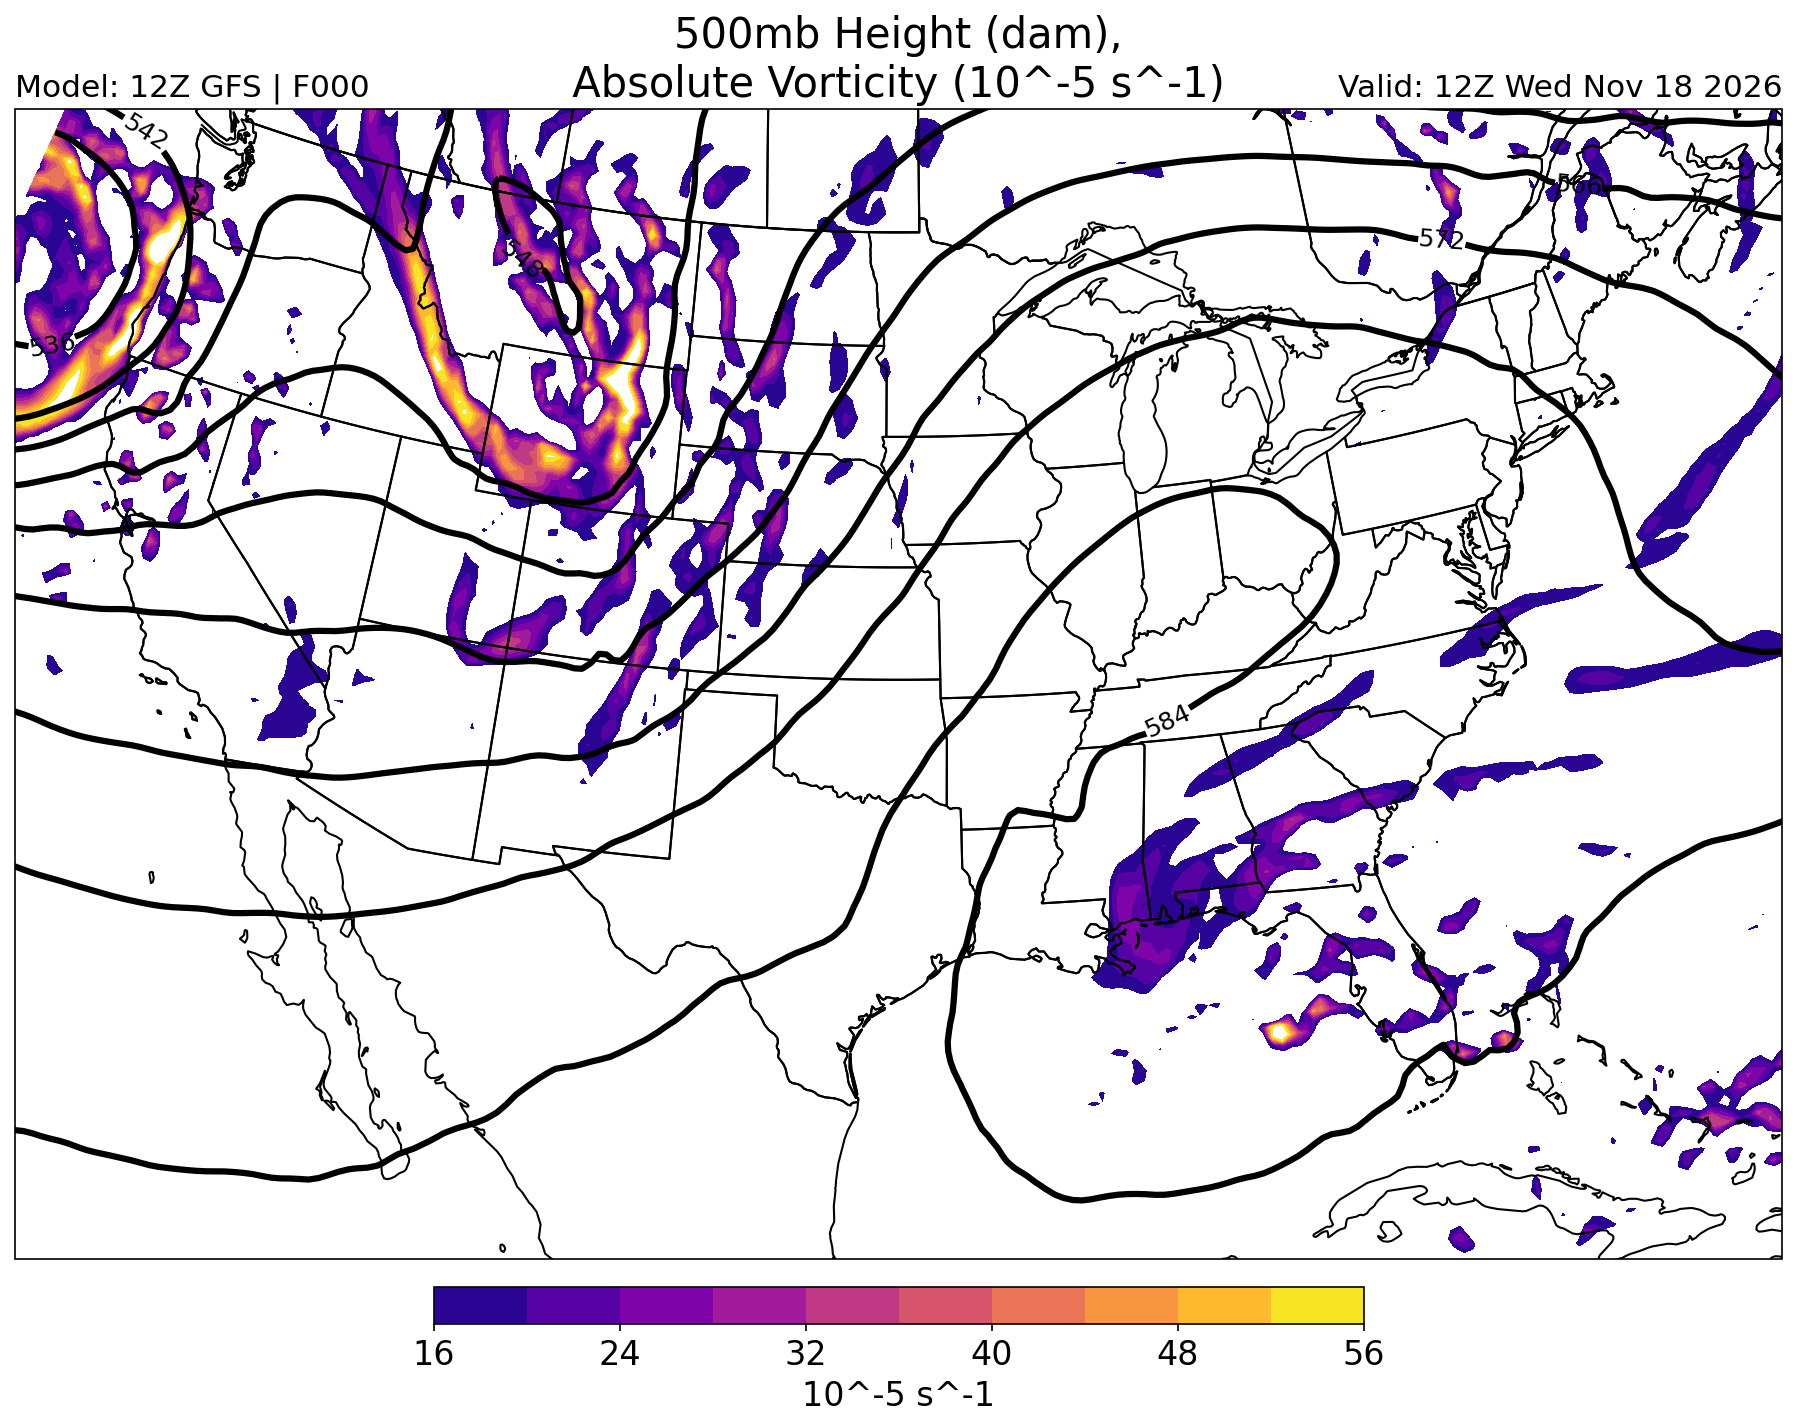 500mb Height (dam),
Model: 12Z GFS | F000
Absolute Vorticity (10^-5 s^-1)
Valid: 12Z Wed Nov 18 2026
542
566
572
548
536
584
16
24
32
40
48
56
10^-5 s^-1